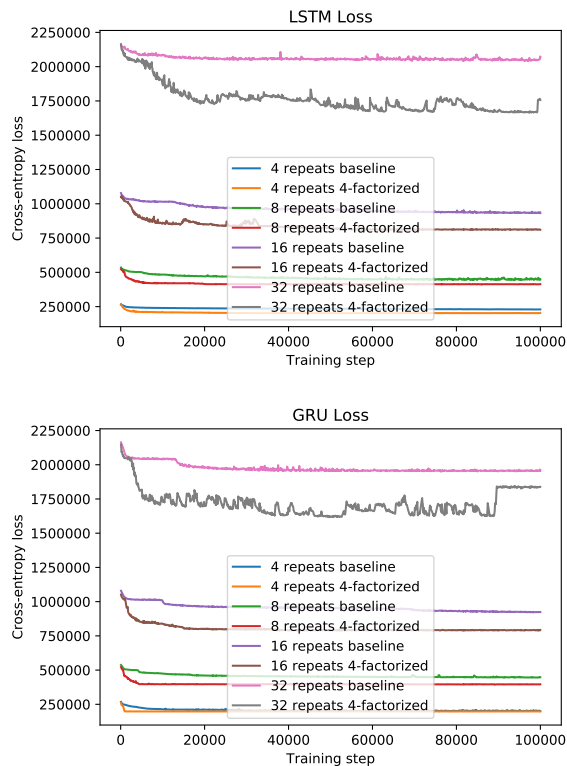 LSTM Loss
2250000
2000000
1750000
1500000
1250000
1000000
750000
500000
250000
Cross-entropy loss
4 repeats baseline
4 repeats 4-factorized
8 repeats baseline
8 repeats 4-factorized
16 repeats baseline
16 repeats 4-factorized
32 repeats baseline
32 repeats 4-factorized
0 20000 40000 60000 80000 100000
Training step
GRU Loss
2250000
2000000
1750000
1500000
1250000
1000000
750000
500000
250000
Cross-entropy loss
4 repeats baseline
4 repeats 4-factorized
8 repeats baseline
8 repeats 4-factorized
16 repeats baseline
16 repeats 4-factorized
32 repeats baseline
32 repeats 4-factorized
0 20000 40000 60000 80000 100000
Training step